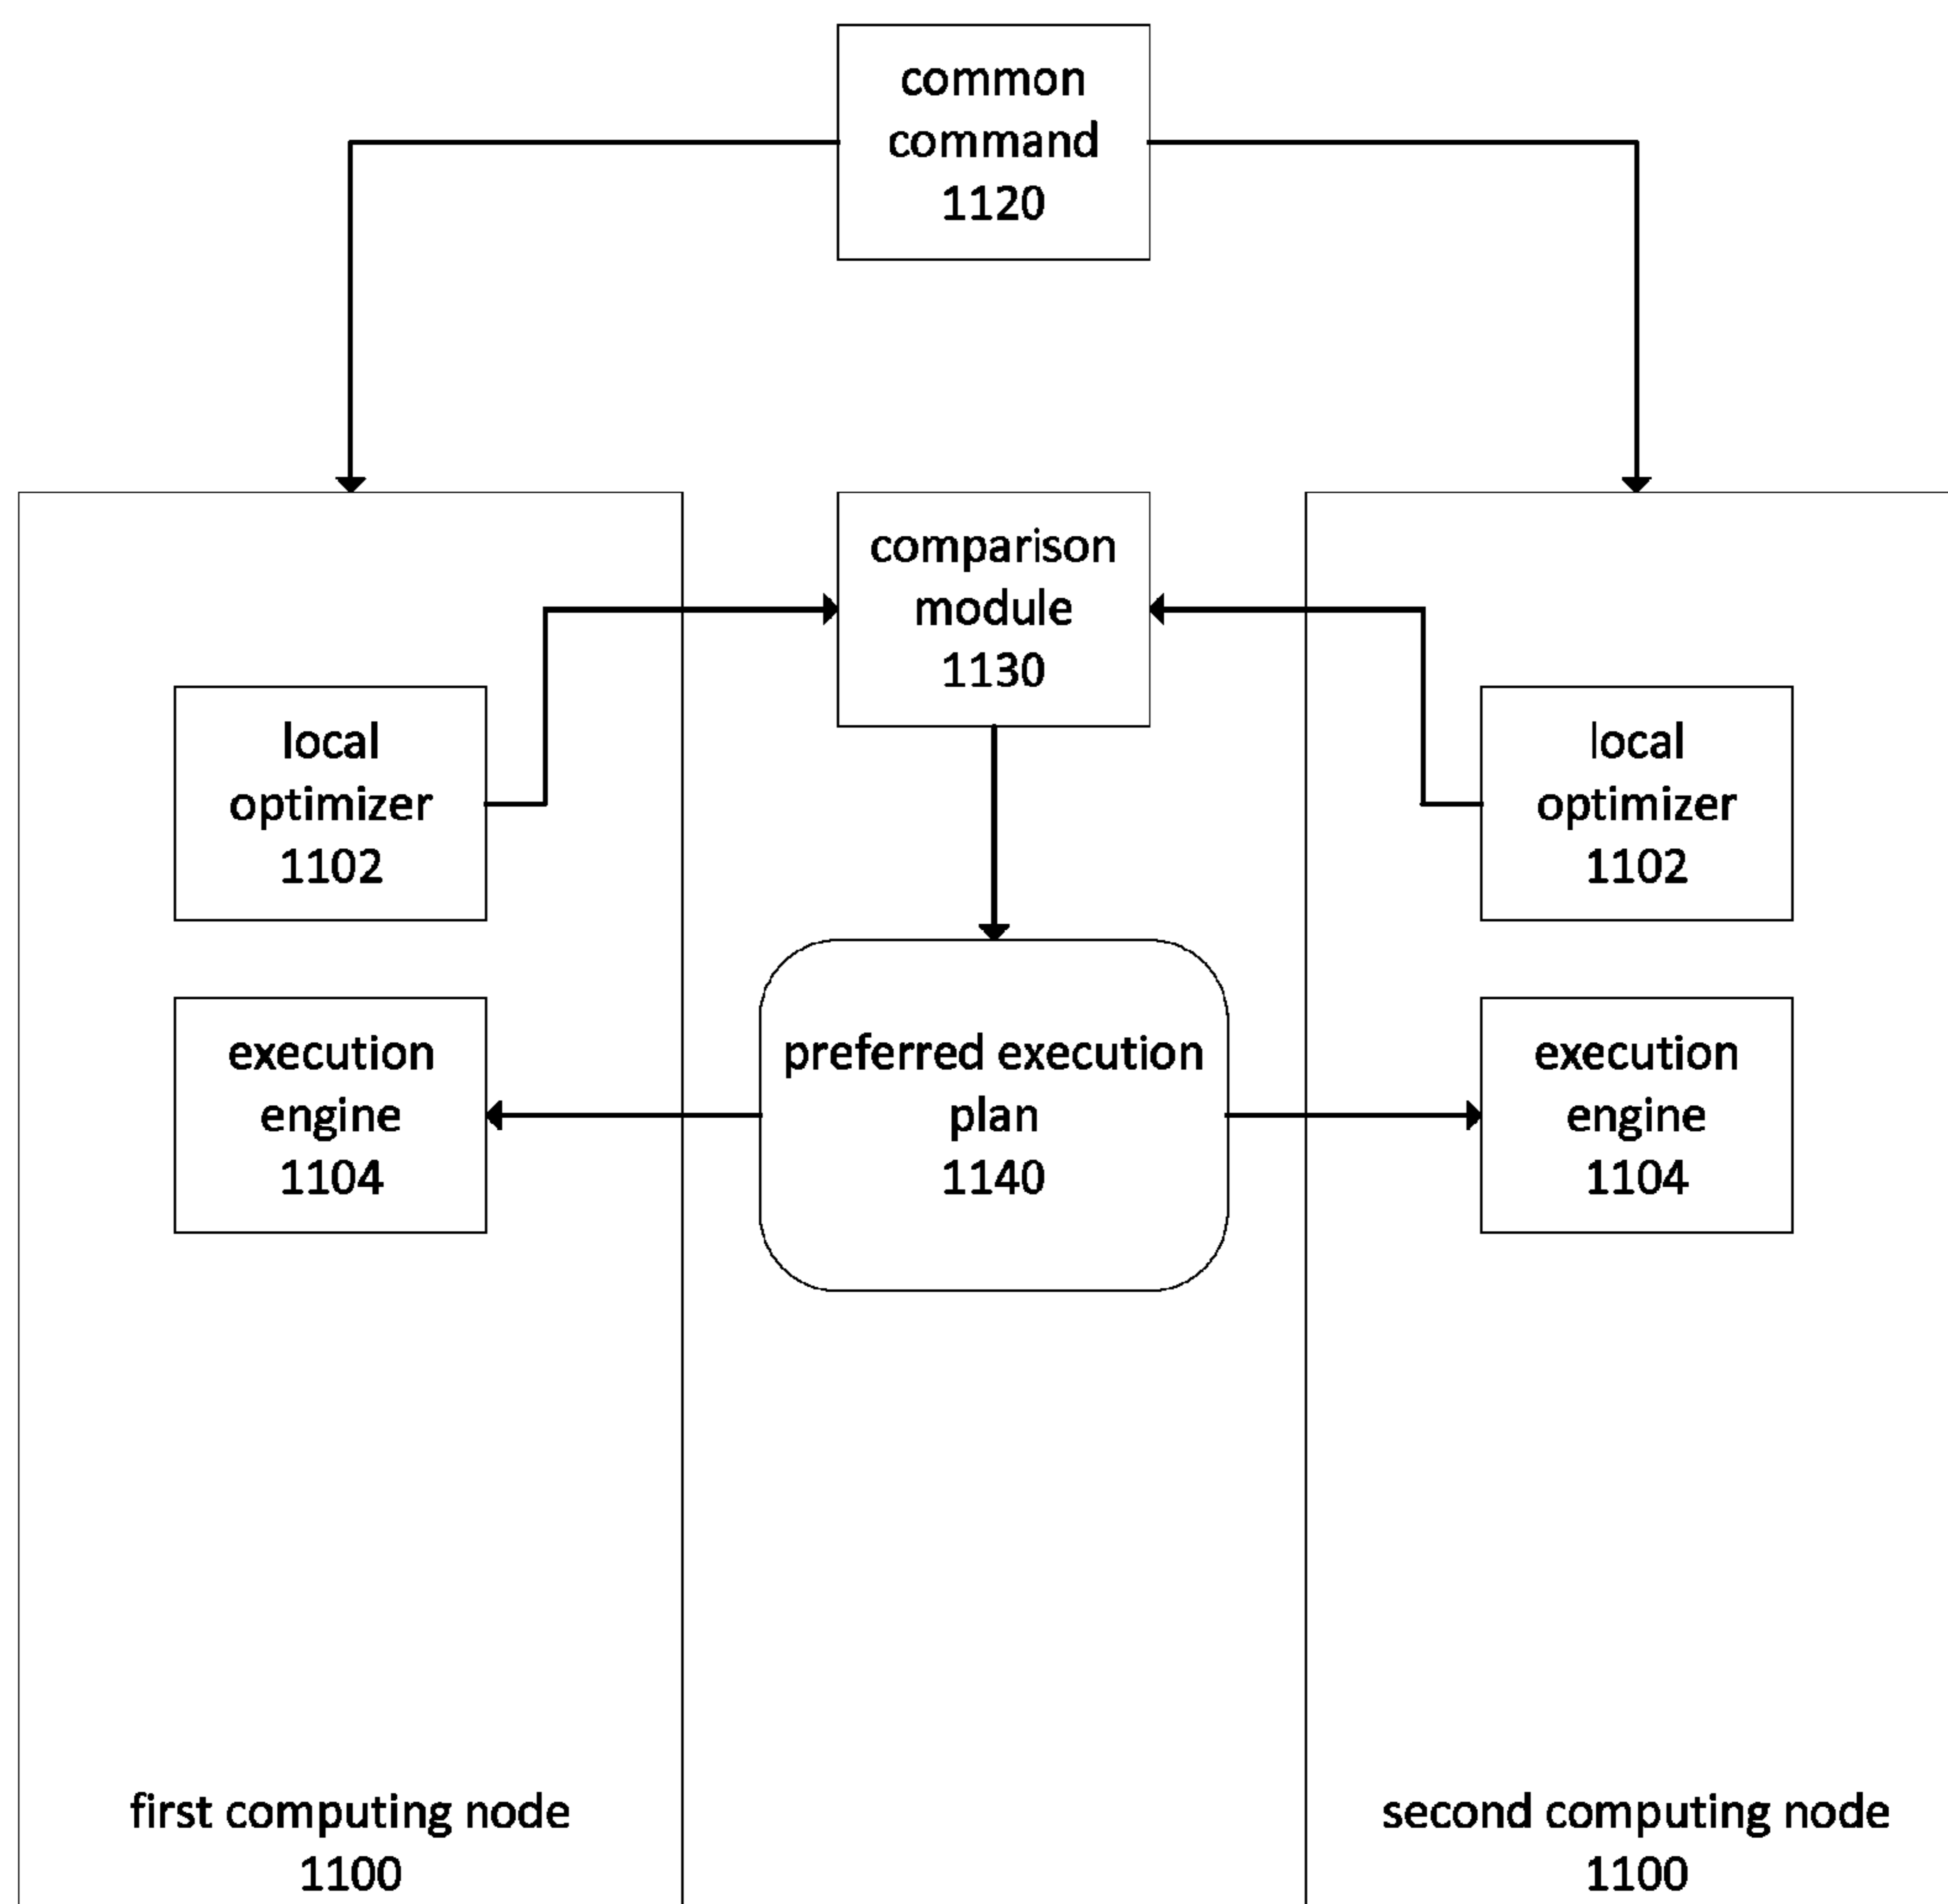 common
command
1120
comparison
module
1130
local
optimizer
1102
local
optimizer
1102
execution
engine
1104
preferred execution
plan
1140
execution
engine
1104
first computing node
1100
second computing node
1100